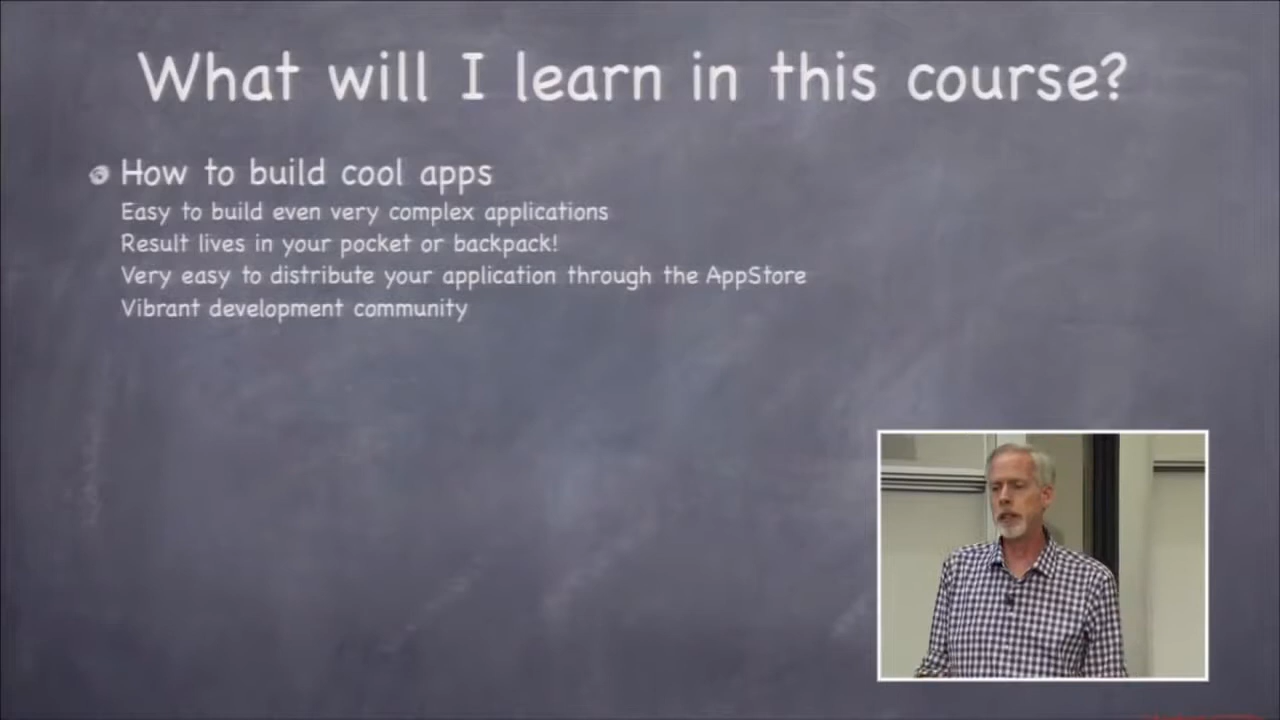 What will I learn in this course?
How to build cool apps
Easy to build even very complex applications
Result lives in your pocket or backpack!
Very easy to distribute your application through the AppStore
Vibrant development community